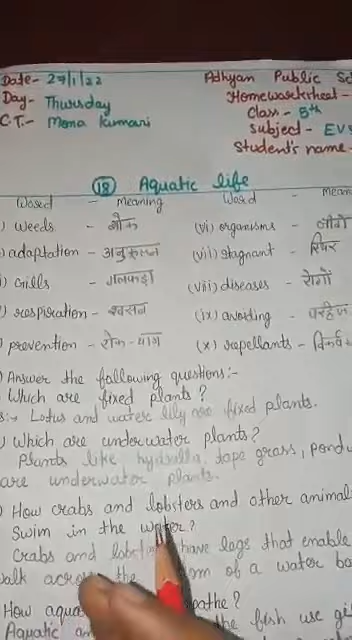 Date- 27/1/22
Adhyan Public Sc
Day- Thursday
Homeworksheet-
C.T.- Mona Kumari
Class- 5th
Subject- EVS
Student's name-
(18) Aquatic life
Word - Meaning
Word - Mean
) weeds -
(vi) organisms - जीवों
) adaptation - अनुकूलन
(vii) stagnant - स्थिर
) Gills - गलफड़ा
(viii) diseases - रोगों
) respiration - श्वसन
(ix) avoiding - परहेज
) prevention - रोक-थाम
(x) repellants -
) Answer the following questions:-
Which are fixed plants?
s:- Lotus and water lily are fixed plants.
) Which are underwater plants?
Plants like hydrilla, tape grass, pond
are underwater plants.
) How crabs and lobsters and other animal
swim in the water?
Crabs and have legs that enable
walk across the of a water bo
How
Aquatic the fish use gi